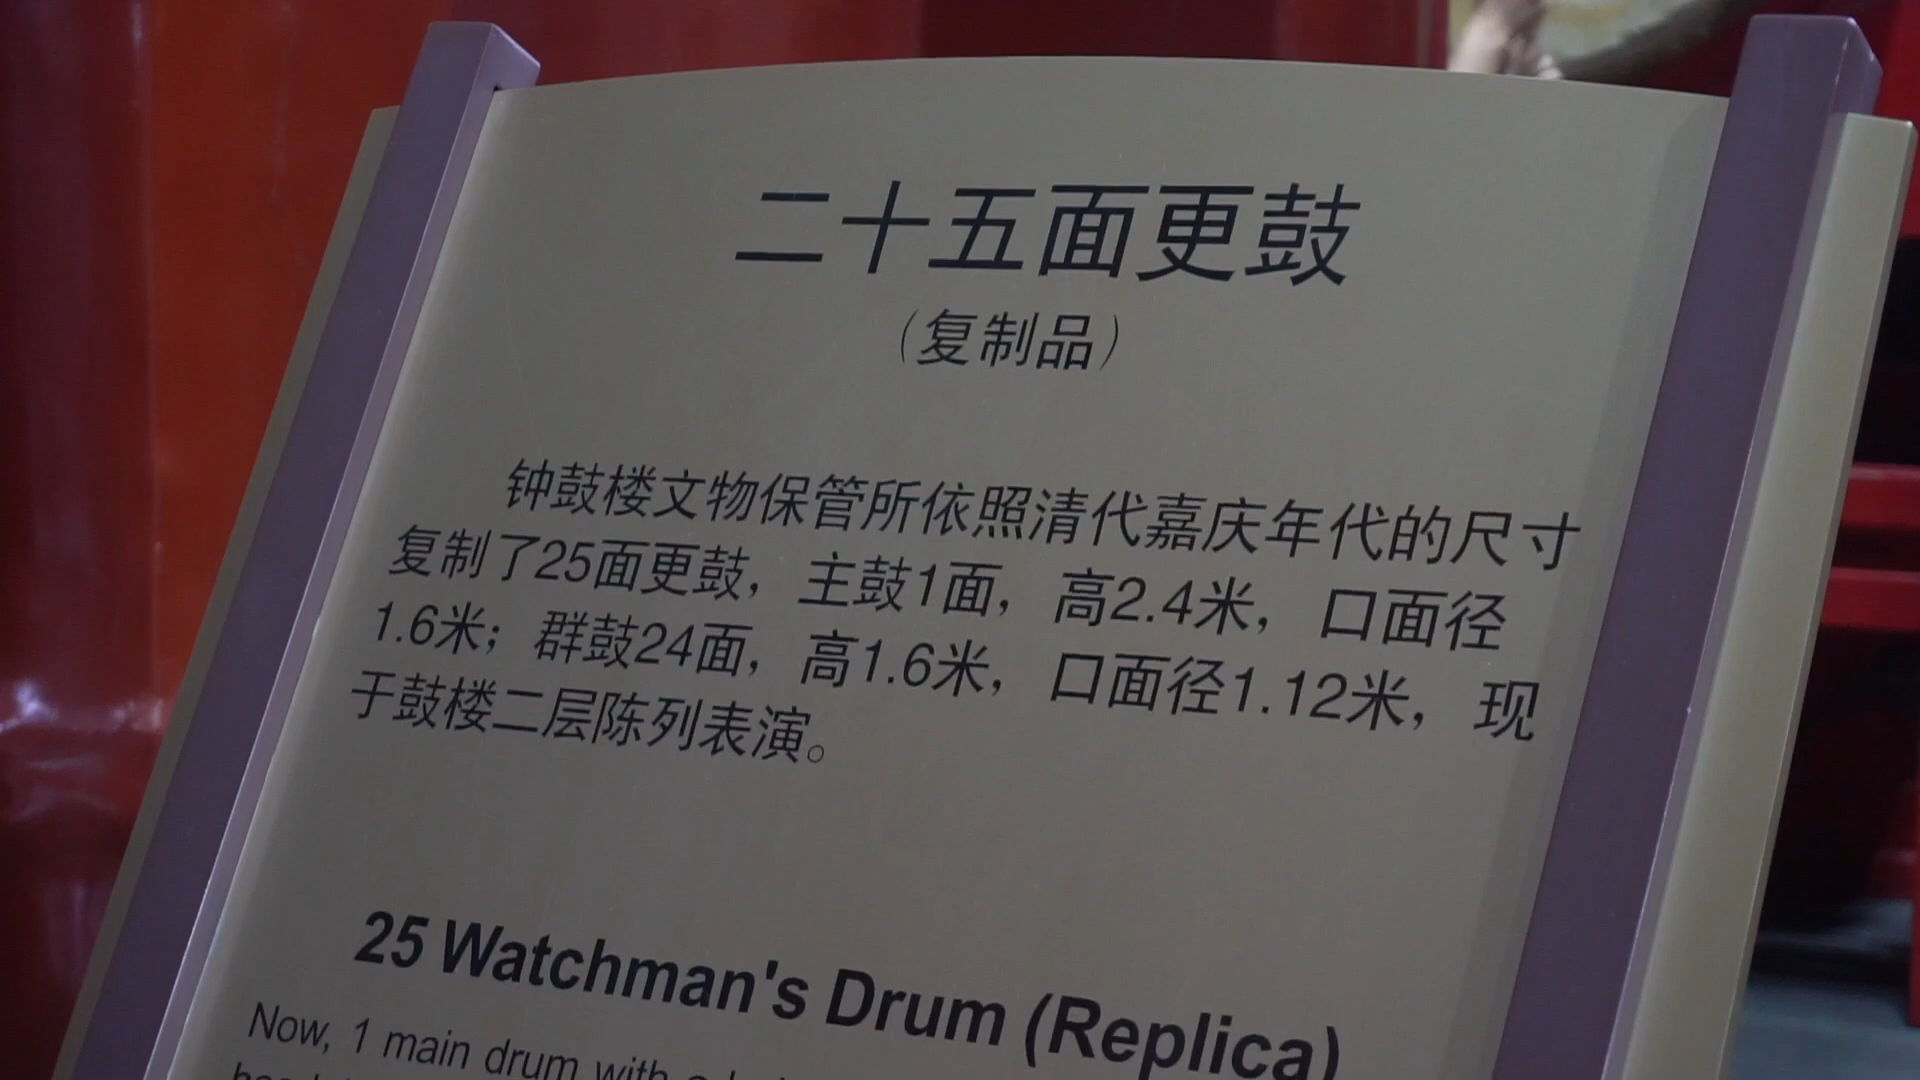 二十五面更鼓
（复制品）
钟鼓楼文物保管所依照清代嘉庆年代的尺寸
复制了25面更鼓，主鼓1面，高2.4米，口面径
1.6米；群鼓24面，高1.6米，口面径1.12米，现
于鼓楼二层陈列表演。
25 Watchman's Drum (Replica)
Now, 1 main drum with a